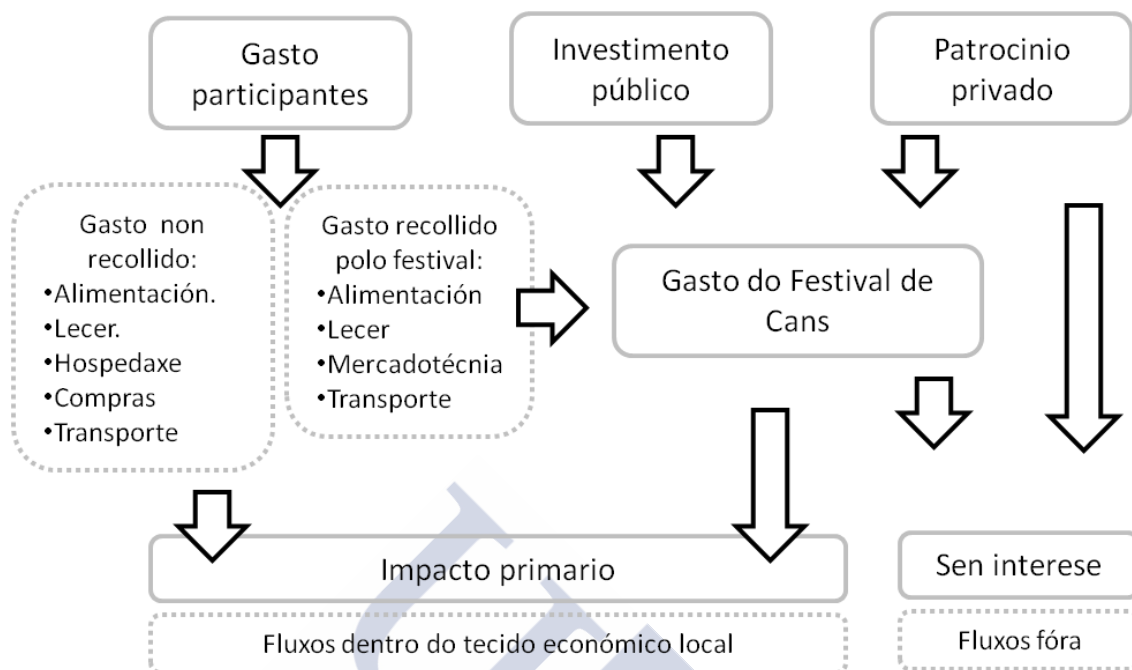 Gasto
participantes
Investimento
público
Patrocinio
privado
Gasto non
recollido:
•Alimentación.
•Lecer.
•Hospedaxe
•Compras
•Transporte
Gasto recollido
polo festival:
•Alimentación
•Lecer
•Mercadotécnia
•Transporte
Gasto do Festival de
Cans
Impacto primario
Fluxos dentro do tecido económico local
Sen interese
Fluxos fóra